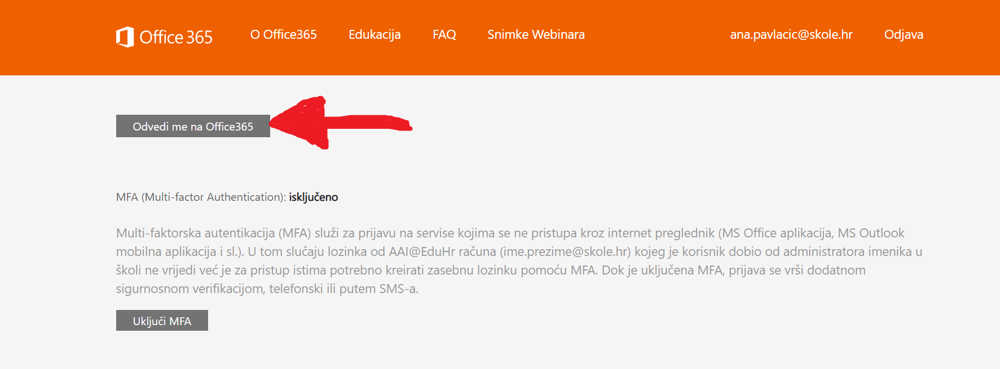 Office 365 O Office365 Edukacija FAQ Snimke Webinara ana.pavlacic@skole.hr Odjava
Odvedi me na Office365
MFA (Multi-factor Authentication): isključeno
Multi-faktorska autentikacija (MFA) služi za prijavu na servise kojima se ne pristupa kroz internet preglednik (MS Office aplikacija, MS Outlook
mobilna aplikacija i sl.). U tom slučaju lozinka od AAI@EduHr računa (ime.prezime@skole.hr) kojeg je korisnik dobio od administratora imenika u
školi ne vrijedi već je za pristup istima potrebno kreirati zasebnu lozinku pomoću MFA. Dok je uključena MFA, prijava se vrši dodatnom
sigurnosnom verifikacijom, telefonski ili putem SMS-a.
Uključi MFA